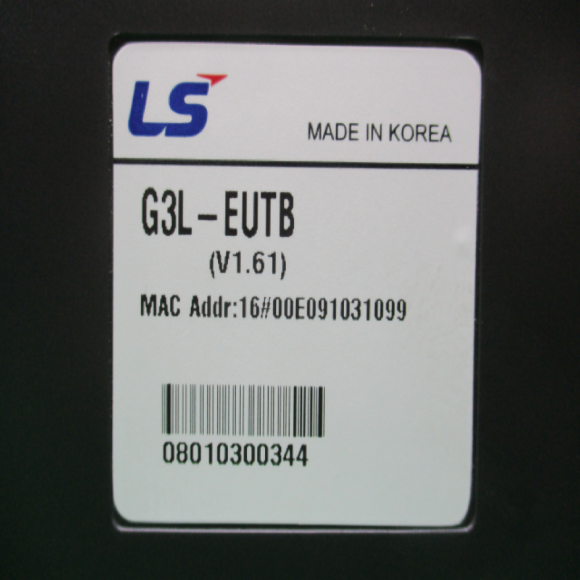 LS
MADE IN KOREA
G3L-EUTB
(V1.61)
MAC Addr:16#00E091031099
08010300344